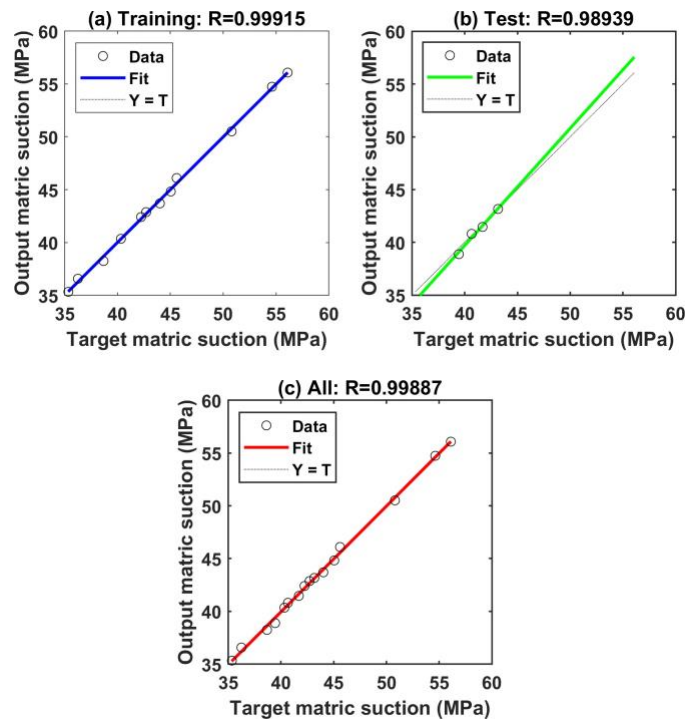 (a) Training: R=0.99915
60
55
50
45
40
35
Output matric suction (MPa)
Data
Fit
Y = T
35 40 45 50 55 60
Target matric suction (MPa)
(b) Test: R=0.98939
60
55
50
45
40
35
Output matric suction (MPa)
Data
Fit
Y = T
35 40 45 50 55 60
Target matric suction (MPa)
(c) All: R=0.99887
60
55
50
45
40
35
Output matric suction (MPa)
Data
Fit
Y = T
35 40 45 50 55 60
Target matric suction (MPa)